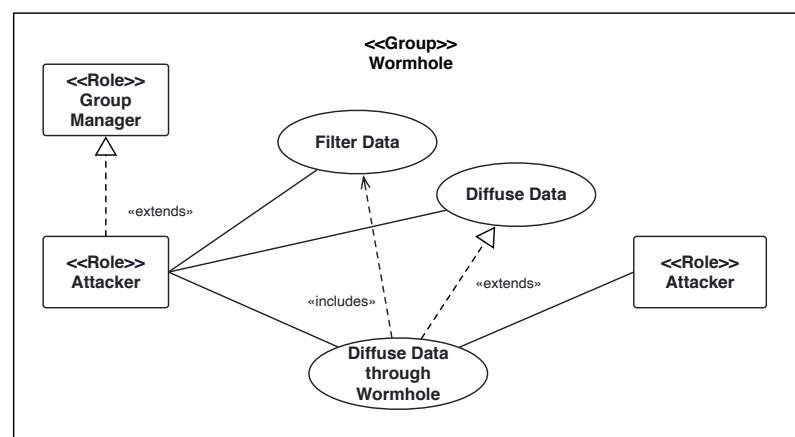 <<Group>>
Wormhole
<<Role>>
Group
Manager
Filter Data
Diffuse Data
«extends»
<<Role>>
Attacker
<<Role>>
Attacker
«includes»
«extends»
Diffuse Data
through
Wormhole